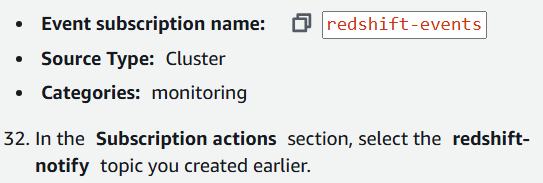 • Event subscription name: redshift-events
• Source Type: Cluster
• Categories: monitoring
32. In the Subscription actions section, select the redshift-
notify topic you created earlier.